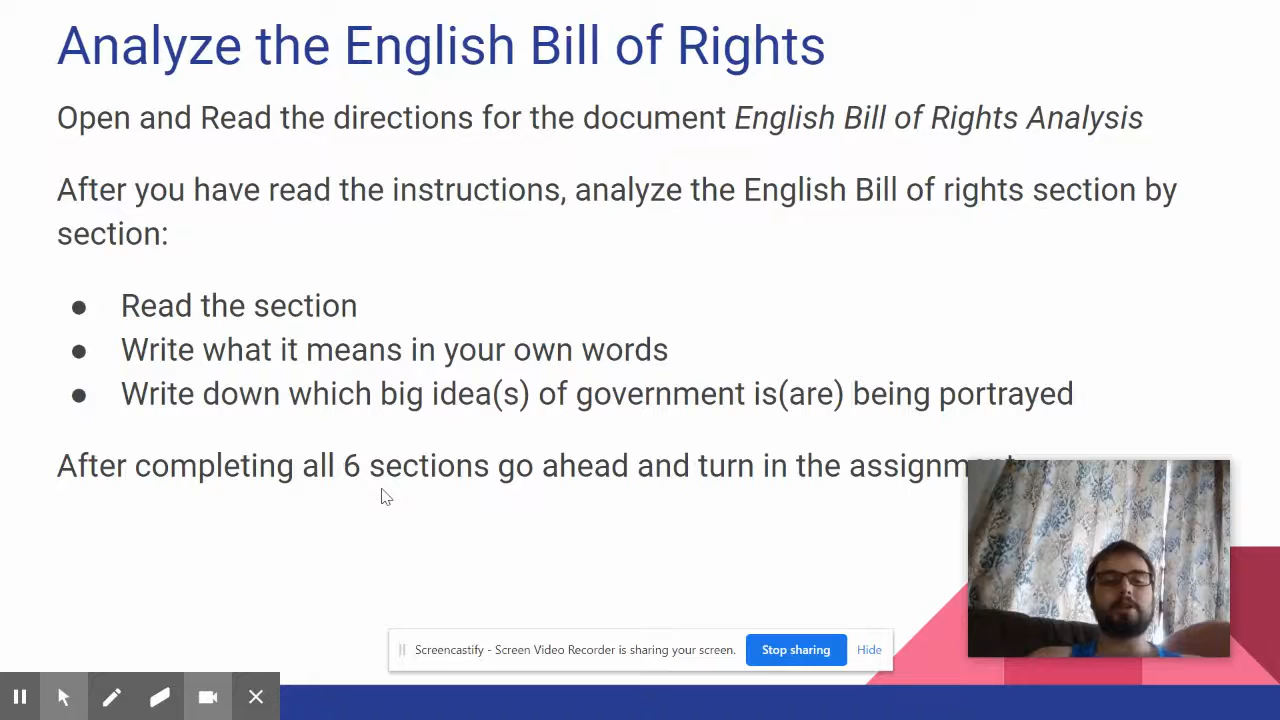 Analyze the English Bill of Rights
Open and Read the directions for the document English Bill of Rights Analysis
After you have read the instructions, analyze the English Bill of rights section by
section:
● Read the section
● Write what it means in your own words
● Write down which big idea(s) of government is(are) being portrayed
After completing all 6 sections go ahead and turn in the assignment
Screencastify - Screen Video Recorder is sharing your screen. Stop sharing Hide